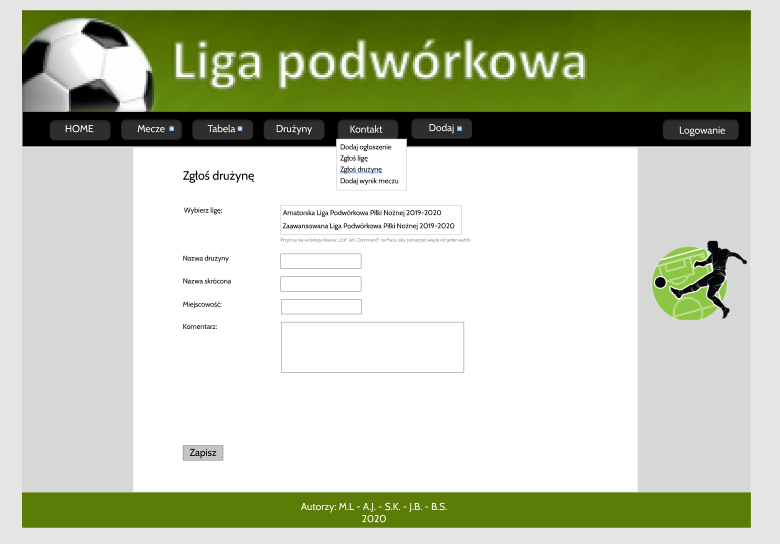 Liga podwórkowa
HOME
Mecze
Tabela
Drużyny
Kontakt
Dodaj
Logowanie
Dodaj ogłoszenie
Zgłoś ligę
Zgłoś drużynę
Dodaj wynik meczu
Zgłoś drużynę
Wybierz ligę:
Amatorska Liga Podwórkowa Piłki Nożnej 2019-2020
Zaawansowana Liga Podwórkowa Piłki Nożnej 2019-2020
Przytrzymaj wciśnięty klawisz „Ctrl” lub „Command” na Macu, aby zaznaczyć więcej niż jeden wybór.
Nazwa drużyny
Nazwa skrócona
Miejscowość:
Komentarz:
Zapisz
Autorzy: M.L - A.J. - S.K. - J.B. - B.S.
2020